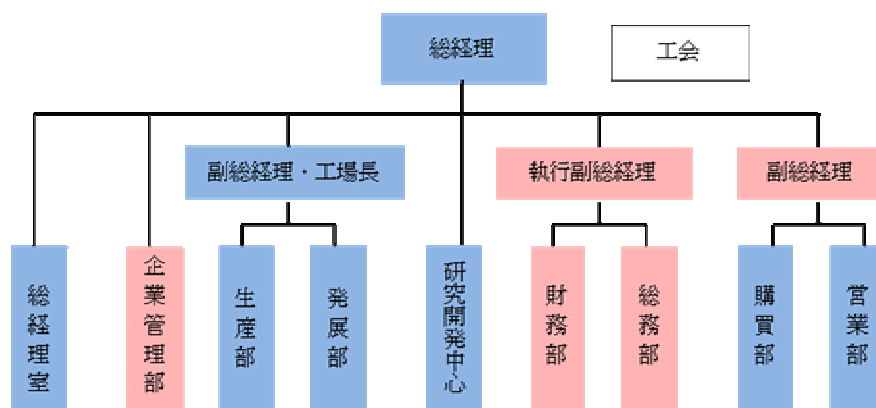 総経理
工会
副総経理・工場長
執行副総経理
副総経理
総経理室
企業管理部
生産部
発展部
研究開発中心
財務部
総務部
購買部
営業部